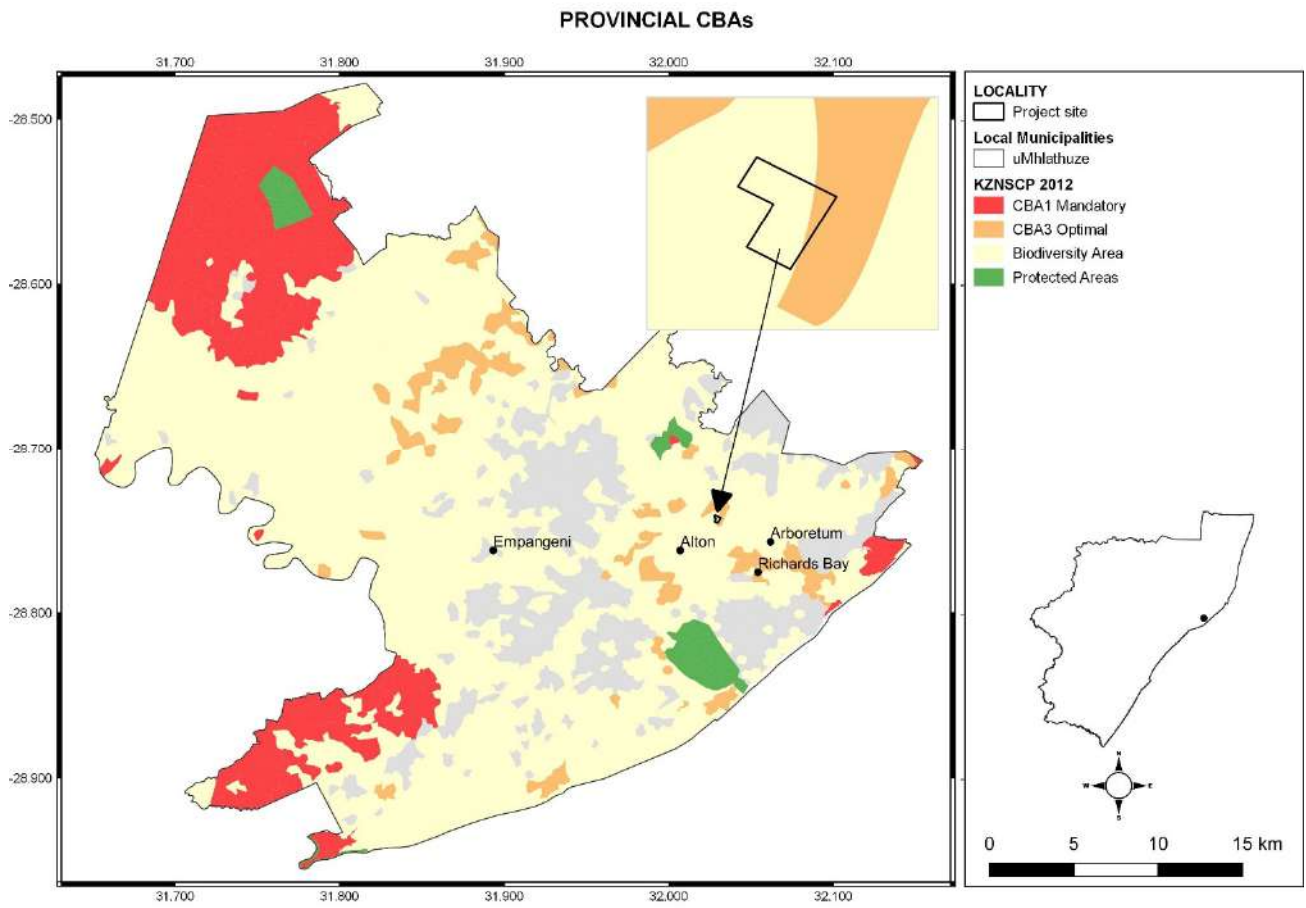 PROVINCIAL CBAs
31.700 31.800 31.900 32.000 32.100
-28.500
-28.600
-28.700
-28.800
-28.900
Empangeni
Alton
Arboretum
Richards Bay
31.700 31.800 31.900 32.000 32.100
LOCALITY
Project site
Local Municipalities
uMhlathuze
KZNSCP 2012
CBA1 Mandatory
CBA3 Optimal
Biodiversity Area
Protected Areas
N
W E
S
0 5 10 15 km